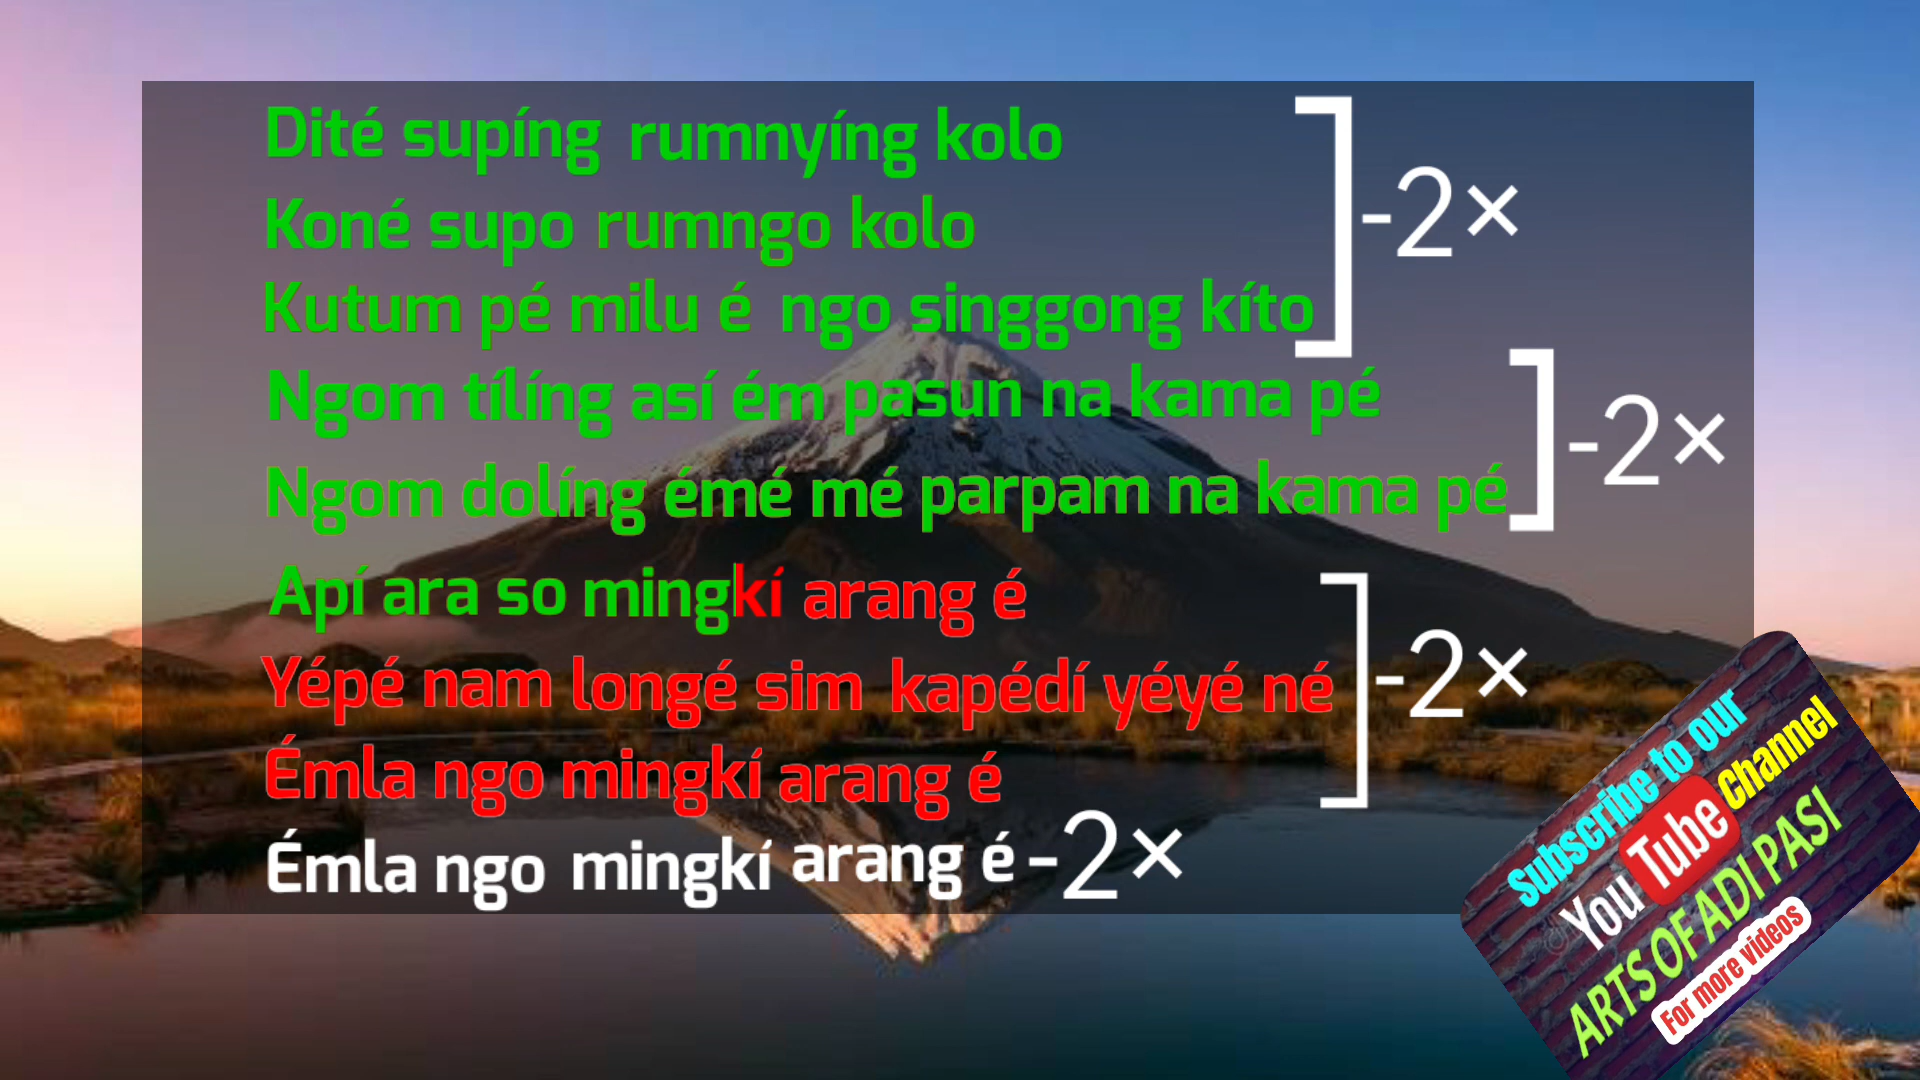 Dité supíng rumnyíng kolo
Koné supo rumngo kolo
Kutum pé milu é ngo singgong kíto
]-2×
Ngom tílíng así ém pasun na kama pé
Ngom dolíng émé mé parpam na kama pé
]-2×
Apí ara so mingkí arang é
Yépé nam longé sim kapédí yéyé né
Émla ngo mingkí arang é
]-2×
Émla ngo mingkí arang é -2×
Subscribe to our
YouTube channel
ARTS OF ADI PASI
For more videos